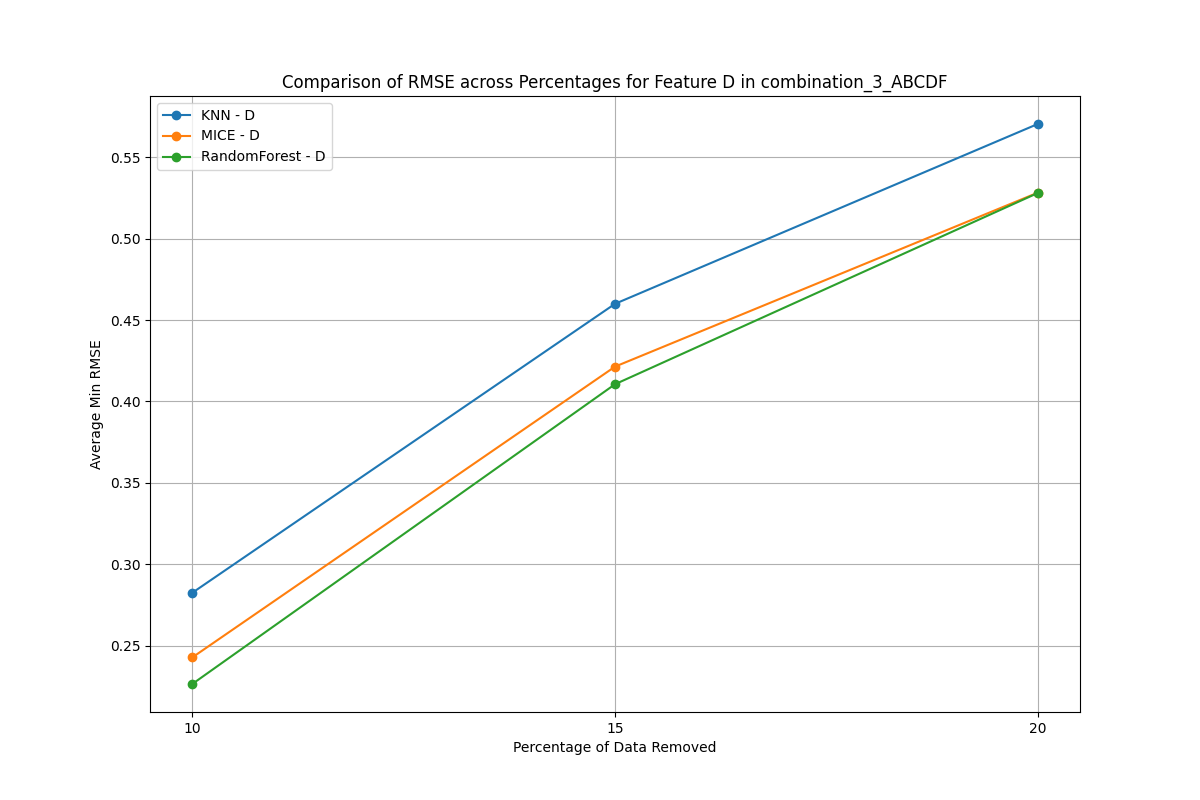 Comparison of RMSE across Percentages for Feature D in combination_3_ABCDF
KNN - D
MICE - D
RandomForest - D
Average Min RMSE
0.55
0.50
0.45
0.40
0.35
0.30
0.25
10
15
20
Percentage of Data Removed